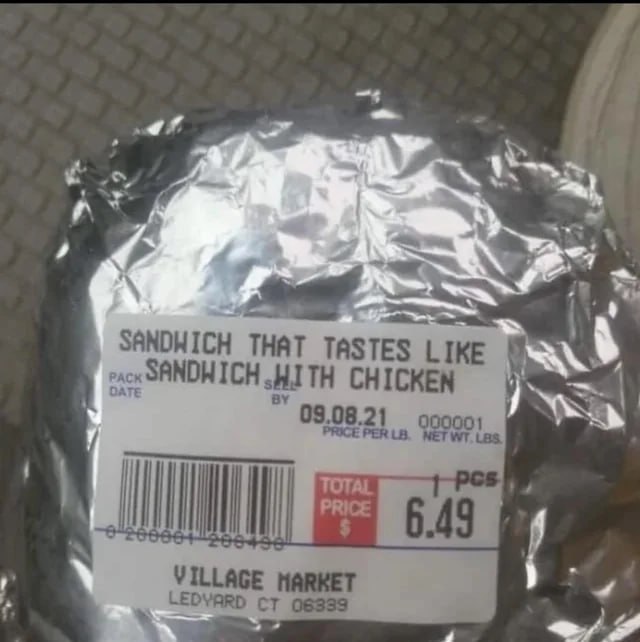 SANDWICH THAT TASTES LIKE
SANDWICH WITH CHICKEN
PACK DATE
SELL BY
09.08.21
000001
PRICE PER LB.
NET WT. LBS.
1 pcs
TOTAL PRICE $
6.49
0 200001 200490
VILLAGE MARKET
LEDYARD CT 06339